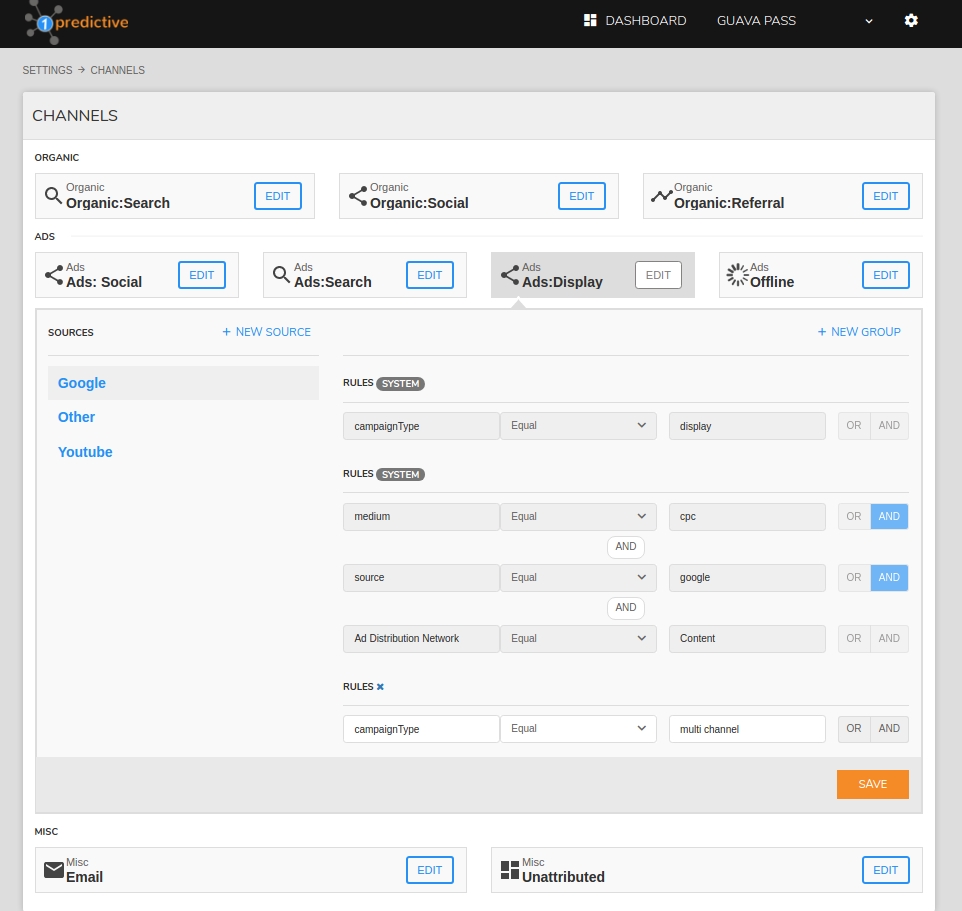 1 predictive
DASHBOARD GUAVA PASS
SETTINGS → CHANNELS
CHANNELS
ORGANIC
Organic
Organic:Search
EDIT
Organic
Organic:Social
EDIT
Organic
Organic:Referral
EDIT
ADS
Ads
Ads: Social
EDIT
Ads
Ads:Search
EDIT
Ads
Ads:Display
EDIT
Ads
Offline
EDIT
SOURCES + NEW SOURCE
Google
Other
Youtube
+ NEW GROUP
RULES SYSTEM
campaignType Equal display OR AND
RULES SYSTEM
medium Equal cpc OR AND
AND
source Equal google OR AND
AND
Ad Distribution Network Equal Content OR AND
RULES ✖
campaignType Equal multi channel OR AND
SAVE
MISC
Misc
Email
EDIT
Misc
Unattributed
EDIT